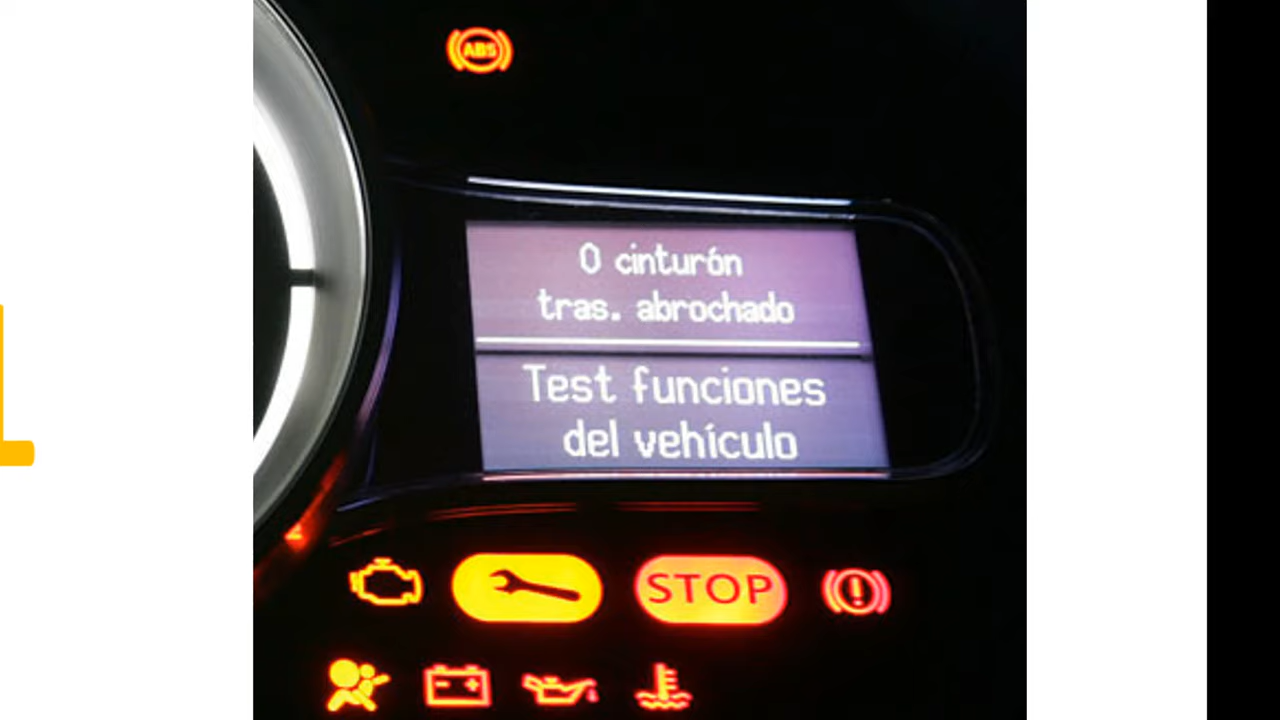 ABS
0 cinturón
tras. abrochado
Test funciones
del vehículo
STOP